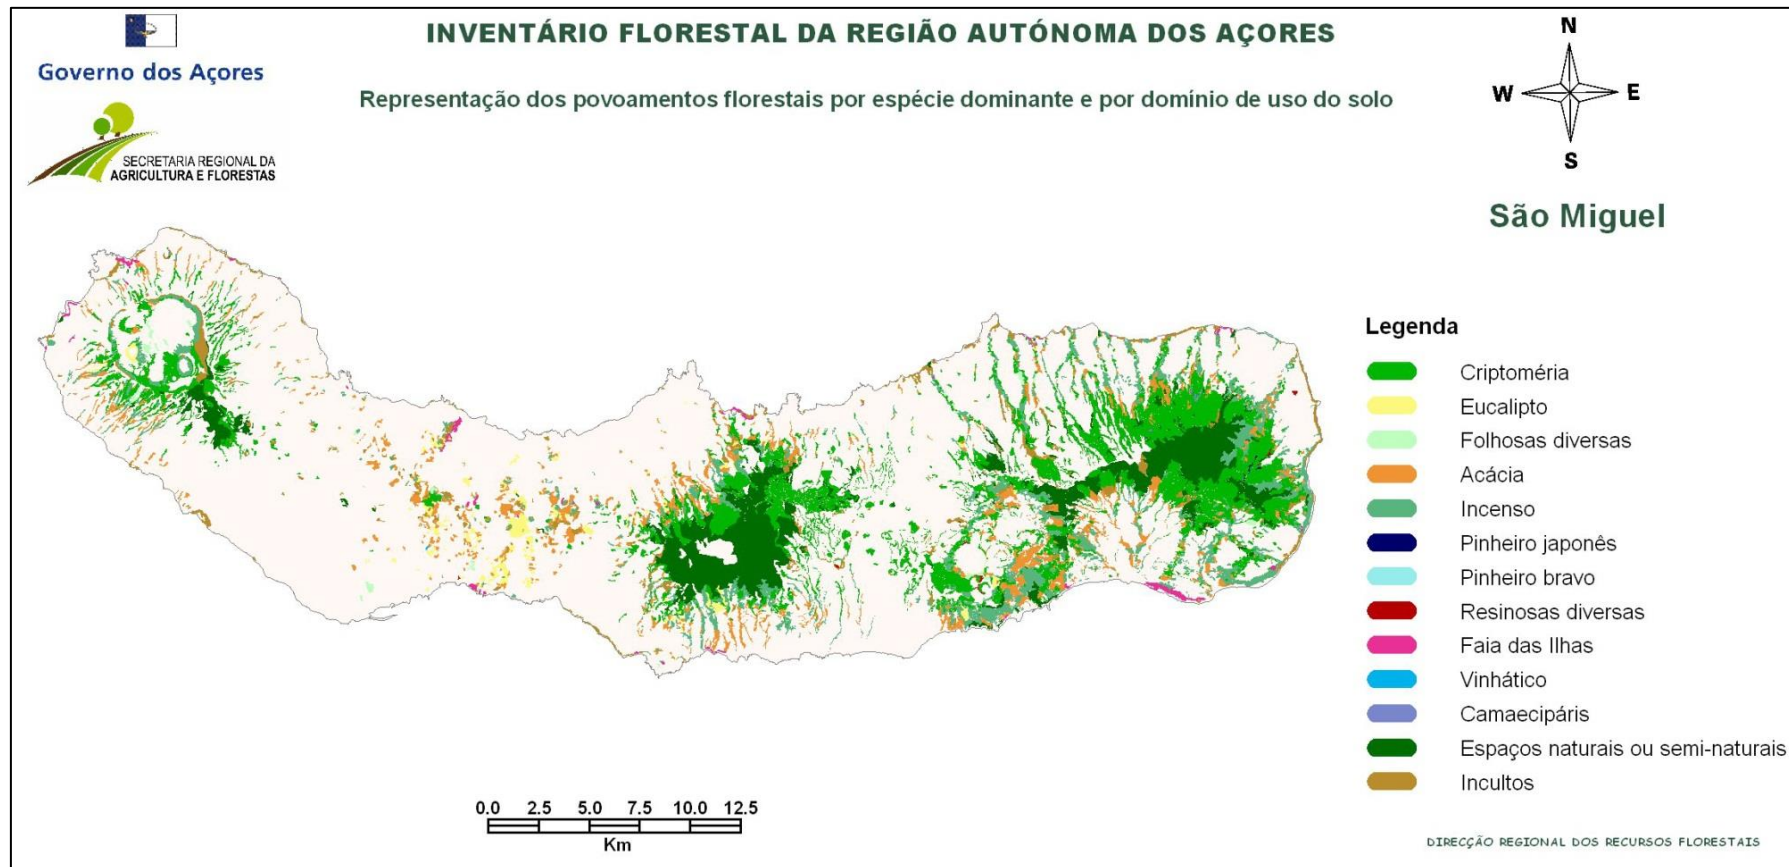 INVENTÁRIO FLORESTAL DA REGIÃO AUTÓNOMA DOS AÇORES
Representação dos povoamentos florestais por espécie dominante e por domínio de uso do solo
Governo dos Açores
SECRETARIA REGIONAL DA
AGRICULTURA E FLORESTAS
N
W E
S
São Miguel
Legenda
Criptoméria
Eucalipto
Folhosas diversas
Acácia
Incenso
Pinheiro japonês
Pinheiro bravo
Resinosas diversas
Faia das Ilhas
Vinhático
Camaecipáris
Espaços naturais ou semi-naturais
Incultos
0.0 2.5 5.0 7.5 10.0 12.5
Km
DIRECÇÃO REGIONAL DOS RECURSOS FLORESTAIS